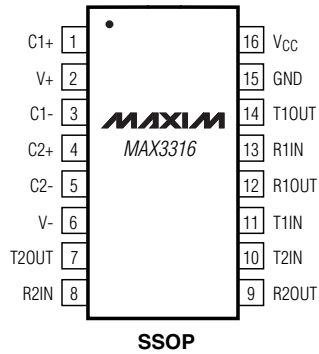 C1+ 1 16 VCC
V+ 2 15 GND
C1- 3 14 T1OUT
MAXIM
C2+ 4 MAX3316 13 R1IN
C2- 5 12 R1OUT
V- 6 11 T1IN
T2OUT 7 10 T2IN
R2IN 8 9 R2OUT
SSOP